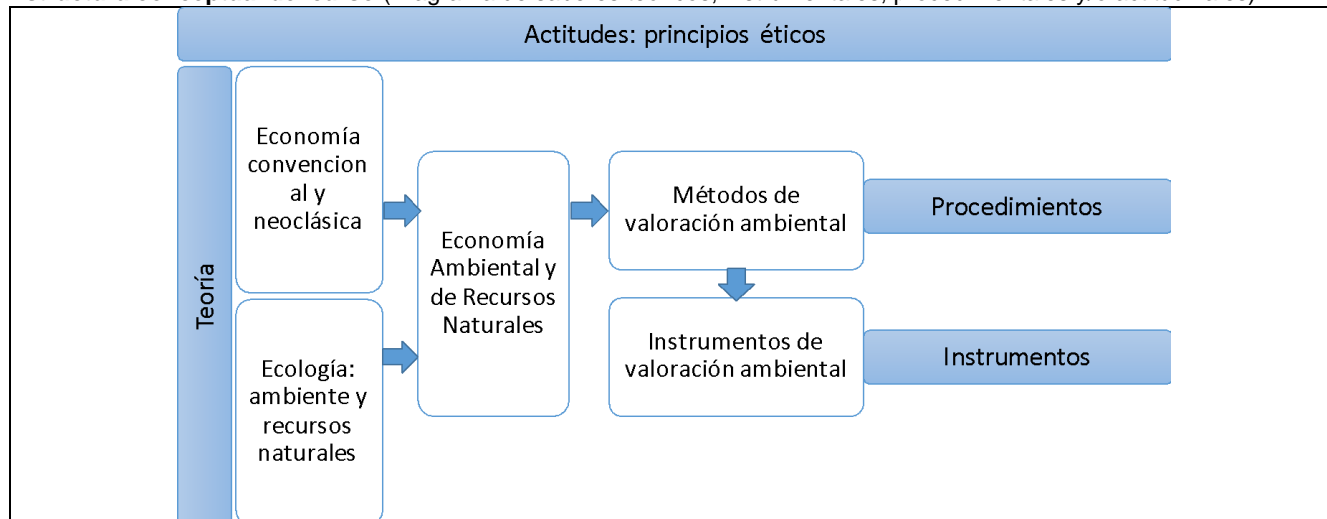 Actitudes: principios éticos
Teoría
Economía
convencion
al y
neoclásica
Ecología:
ambiente y
recursos
naturales
Economía
Ambiental y
de Recursos
Naturales
Métodos de
valoración ambiental
Procedimientos
Instrumentos de
valoración ambiental
Instrumentos